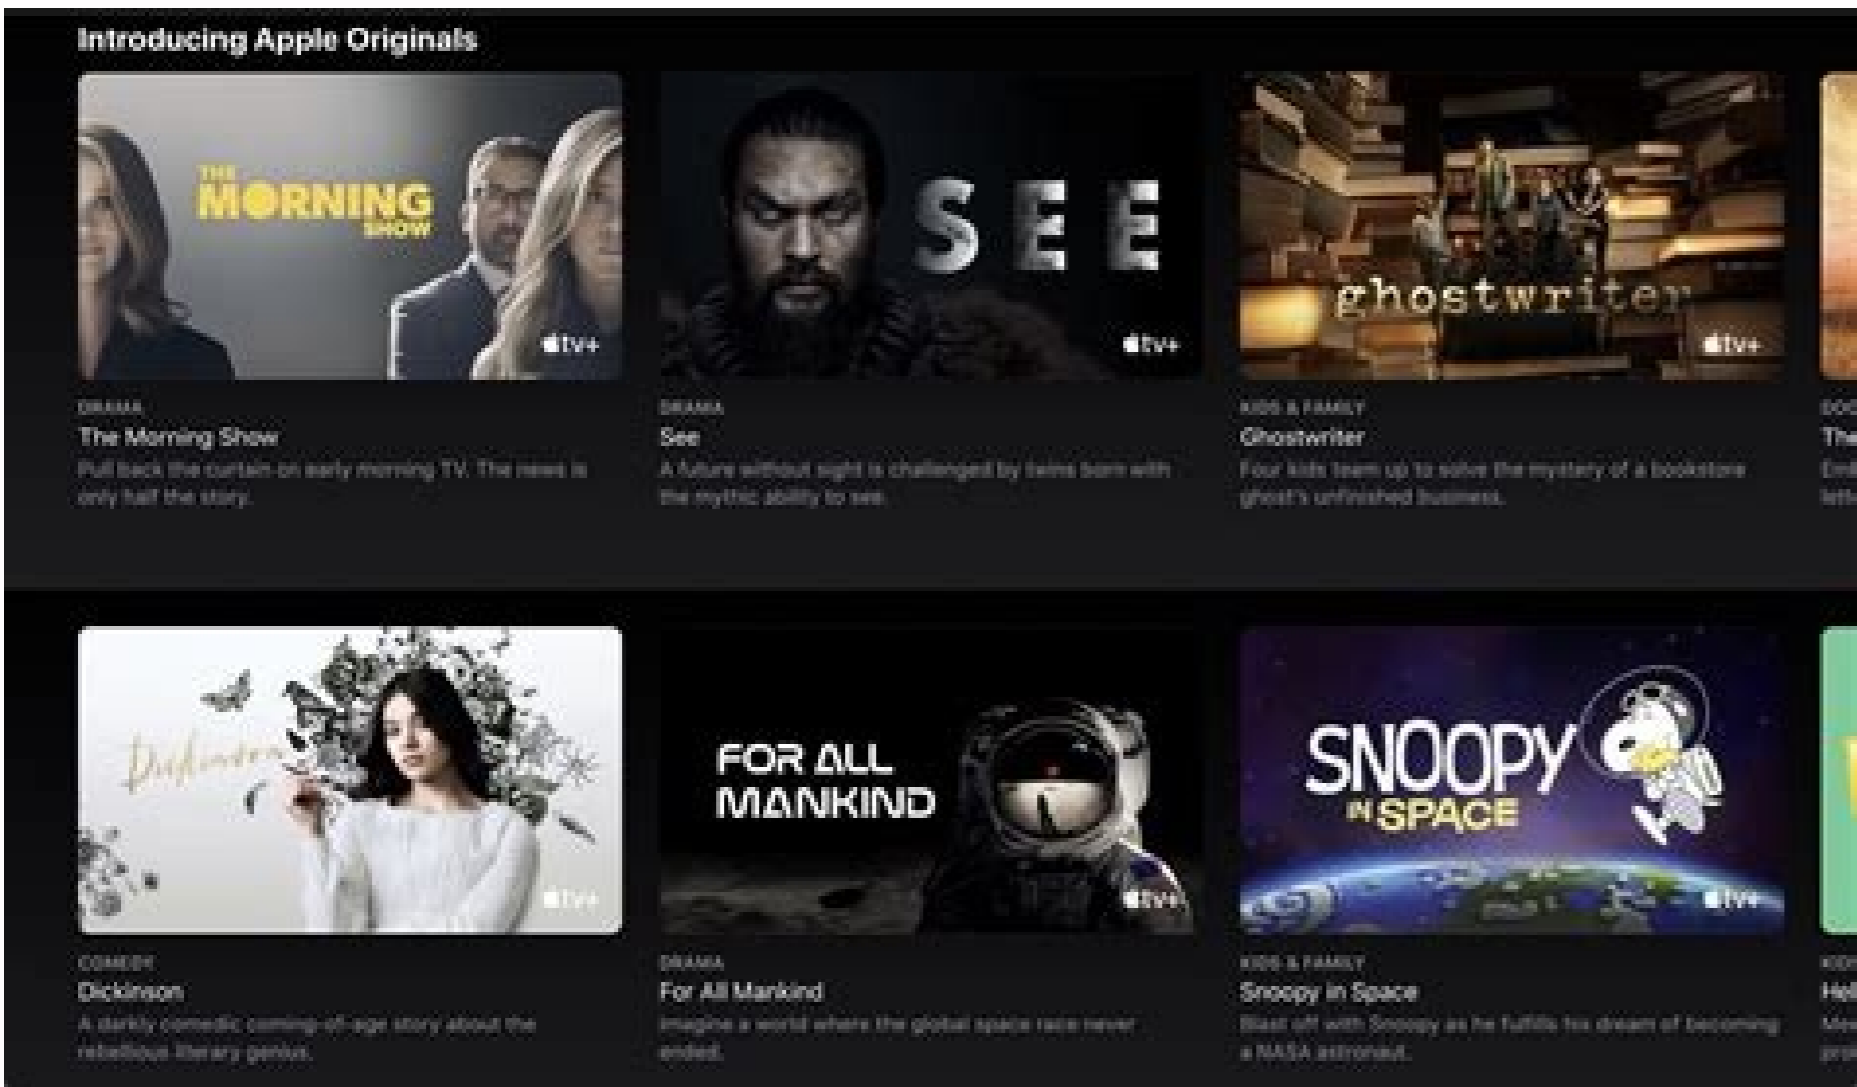 Introducing Apple Originals
THE
MORNING
SHOW
tv+
SEE
tv+
ghostwriter
tv+
DRAMA
The Morning Show
Pull back the curtain on early morning TV. The news is
only half the story.
DRAMA
See
A future without sight is challenged by twins born with
the mythic ability to see.
KIDS & FAMILY
Ghostwriter
Four kids team up to solve the mystery of a bookstore
ghost's unfinished business.
DOC
The
lett
Dickinson
tv+
FOR ALL
MANKIND
tv+
SNOOPY
IN SPACE
tv+
COMEDY
Dickinson
A darkly comedic coming-of-age story about the
rebellious literary genius.
DRAMA
For All Mankind
Imagine a world where the global space race never
ended.
KIDS & FAMILY
Snoopy in Space
Blast off with Snoopy as he fulfills his dream of becoming
a NASA astronaut.
Hel